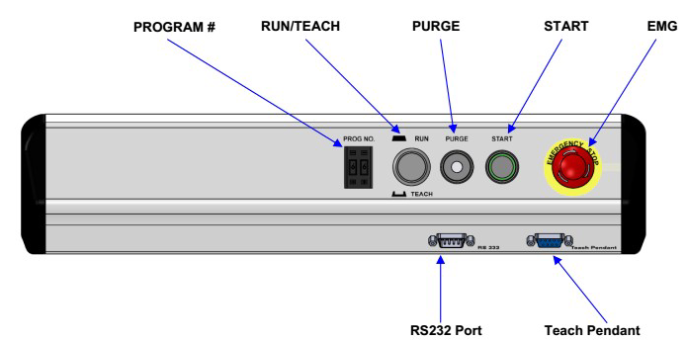 PROGRAM # RUN/TEACH PURGE START EMG
PROG NO. RUN PURGE START
EMERGENCY STOP
TEACH
RS 232 Teach Pendant
RS232 Port Teach Pendant